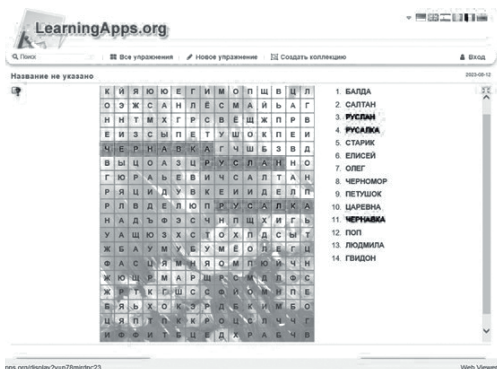 LearningApps.org
Поиск
Все упражнения
Новое упражнение
Создать коллекцию
Вход
Название не указано
2023-08-12
1. БАЛДА
2. САЛТАН
3. РУСЛАН
4. РУСАЛКА
5. СТАРИК
6. ЕЛИСЕЙ
7. ОЛЕГ
8. ЧЕРНОМОР
9. ПЕТУШОК
10. ЦАРЕВНА
11. ЧЕРНАВКА
12. ПОП
13. ЛЮДМИЛА
14. ГВИДОН
К Й Я Ю Ю Е Г И М О П Щ В Ц Л
О Э Ж С А Н Л Ё С М А Й Ь А Г
Н Н Т М Х Г Р С В Ё Щ Ж П Р В
Е И З С Ы П Е Т У Ш О К П Е И
Ч Е Р Н А В К А Г Ч Ш Б З В Д
В Ы Ц О А З Ц Р У С Л А Н Н О
Г Ю Р А Ь Е В И Ч С А Л Т А Н
Р Я Ц И Д У В К Е И И Д Е Л П
Р Л В Д Е Л Ю П Р У С А Л К А
Н А Д Ъ Ф Э С Ч Н П Щ Х И Г Ь
У А Щ Ю З Х С Т О Х П Д С Ы Т
Ж Б А У М У Б У М Ё О Л Е Г Ц
Web Viewer